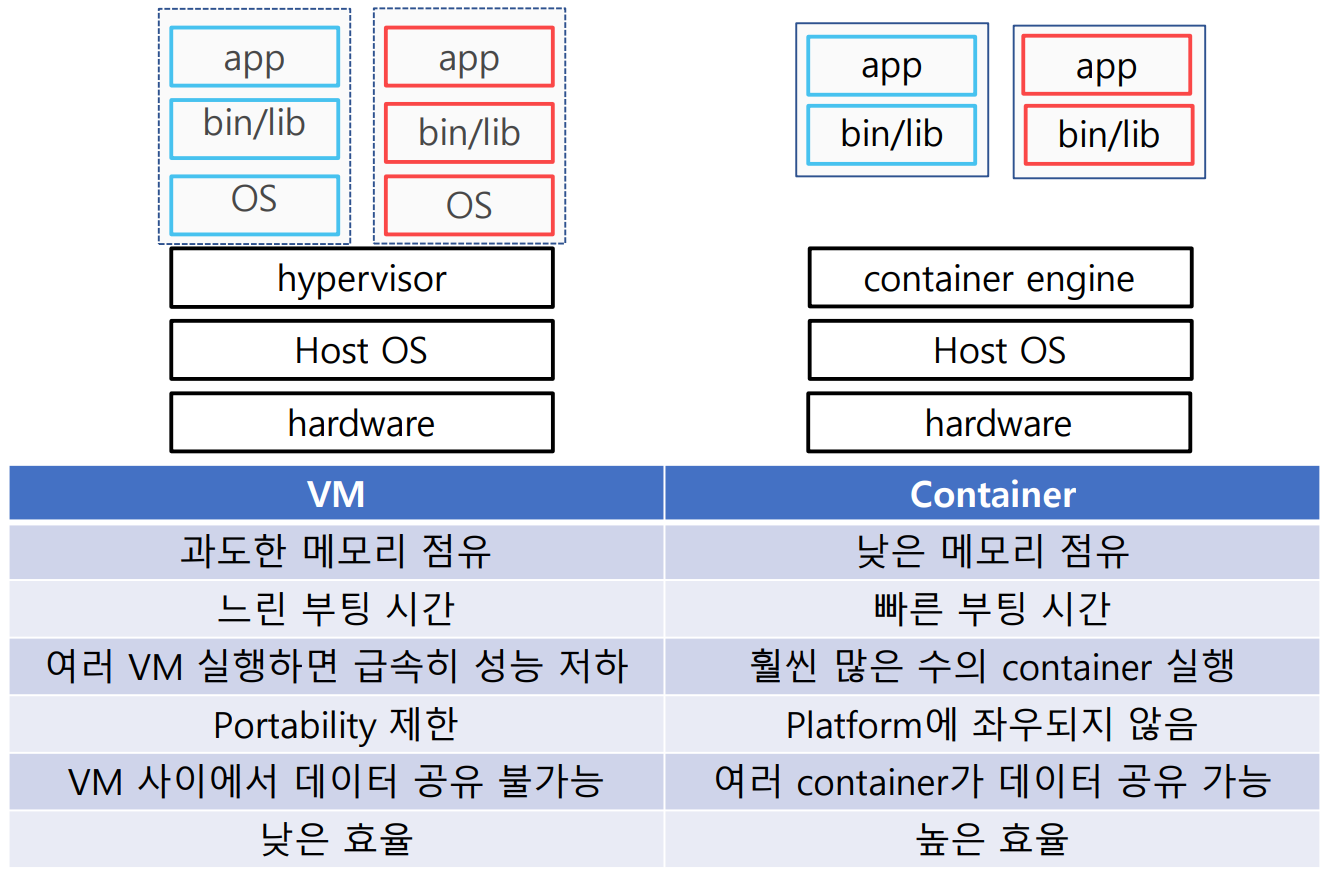 app app
bin/lib bin/lib
OS OS
hypervisor
Host OS
hardware
app app
bin/lib bin/lib
container engine
Host OS
hardware
VM Container
과도한 메모리 점유 낮은 메모리 점유
느린 부팅 시간 빠른 부팅 시간
여러 VM 실행하면 급속히 성능 저하 훨씬 많은 수의 container 실행
Portability 제한 Platform에 좌우되지 않음
VM 사이에서 데이터 공유 불가능 여러 container가 데이터 공유 가능
낮은 효율 높은 효율